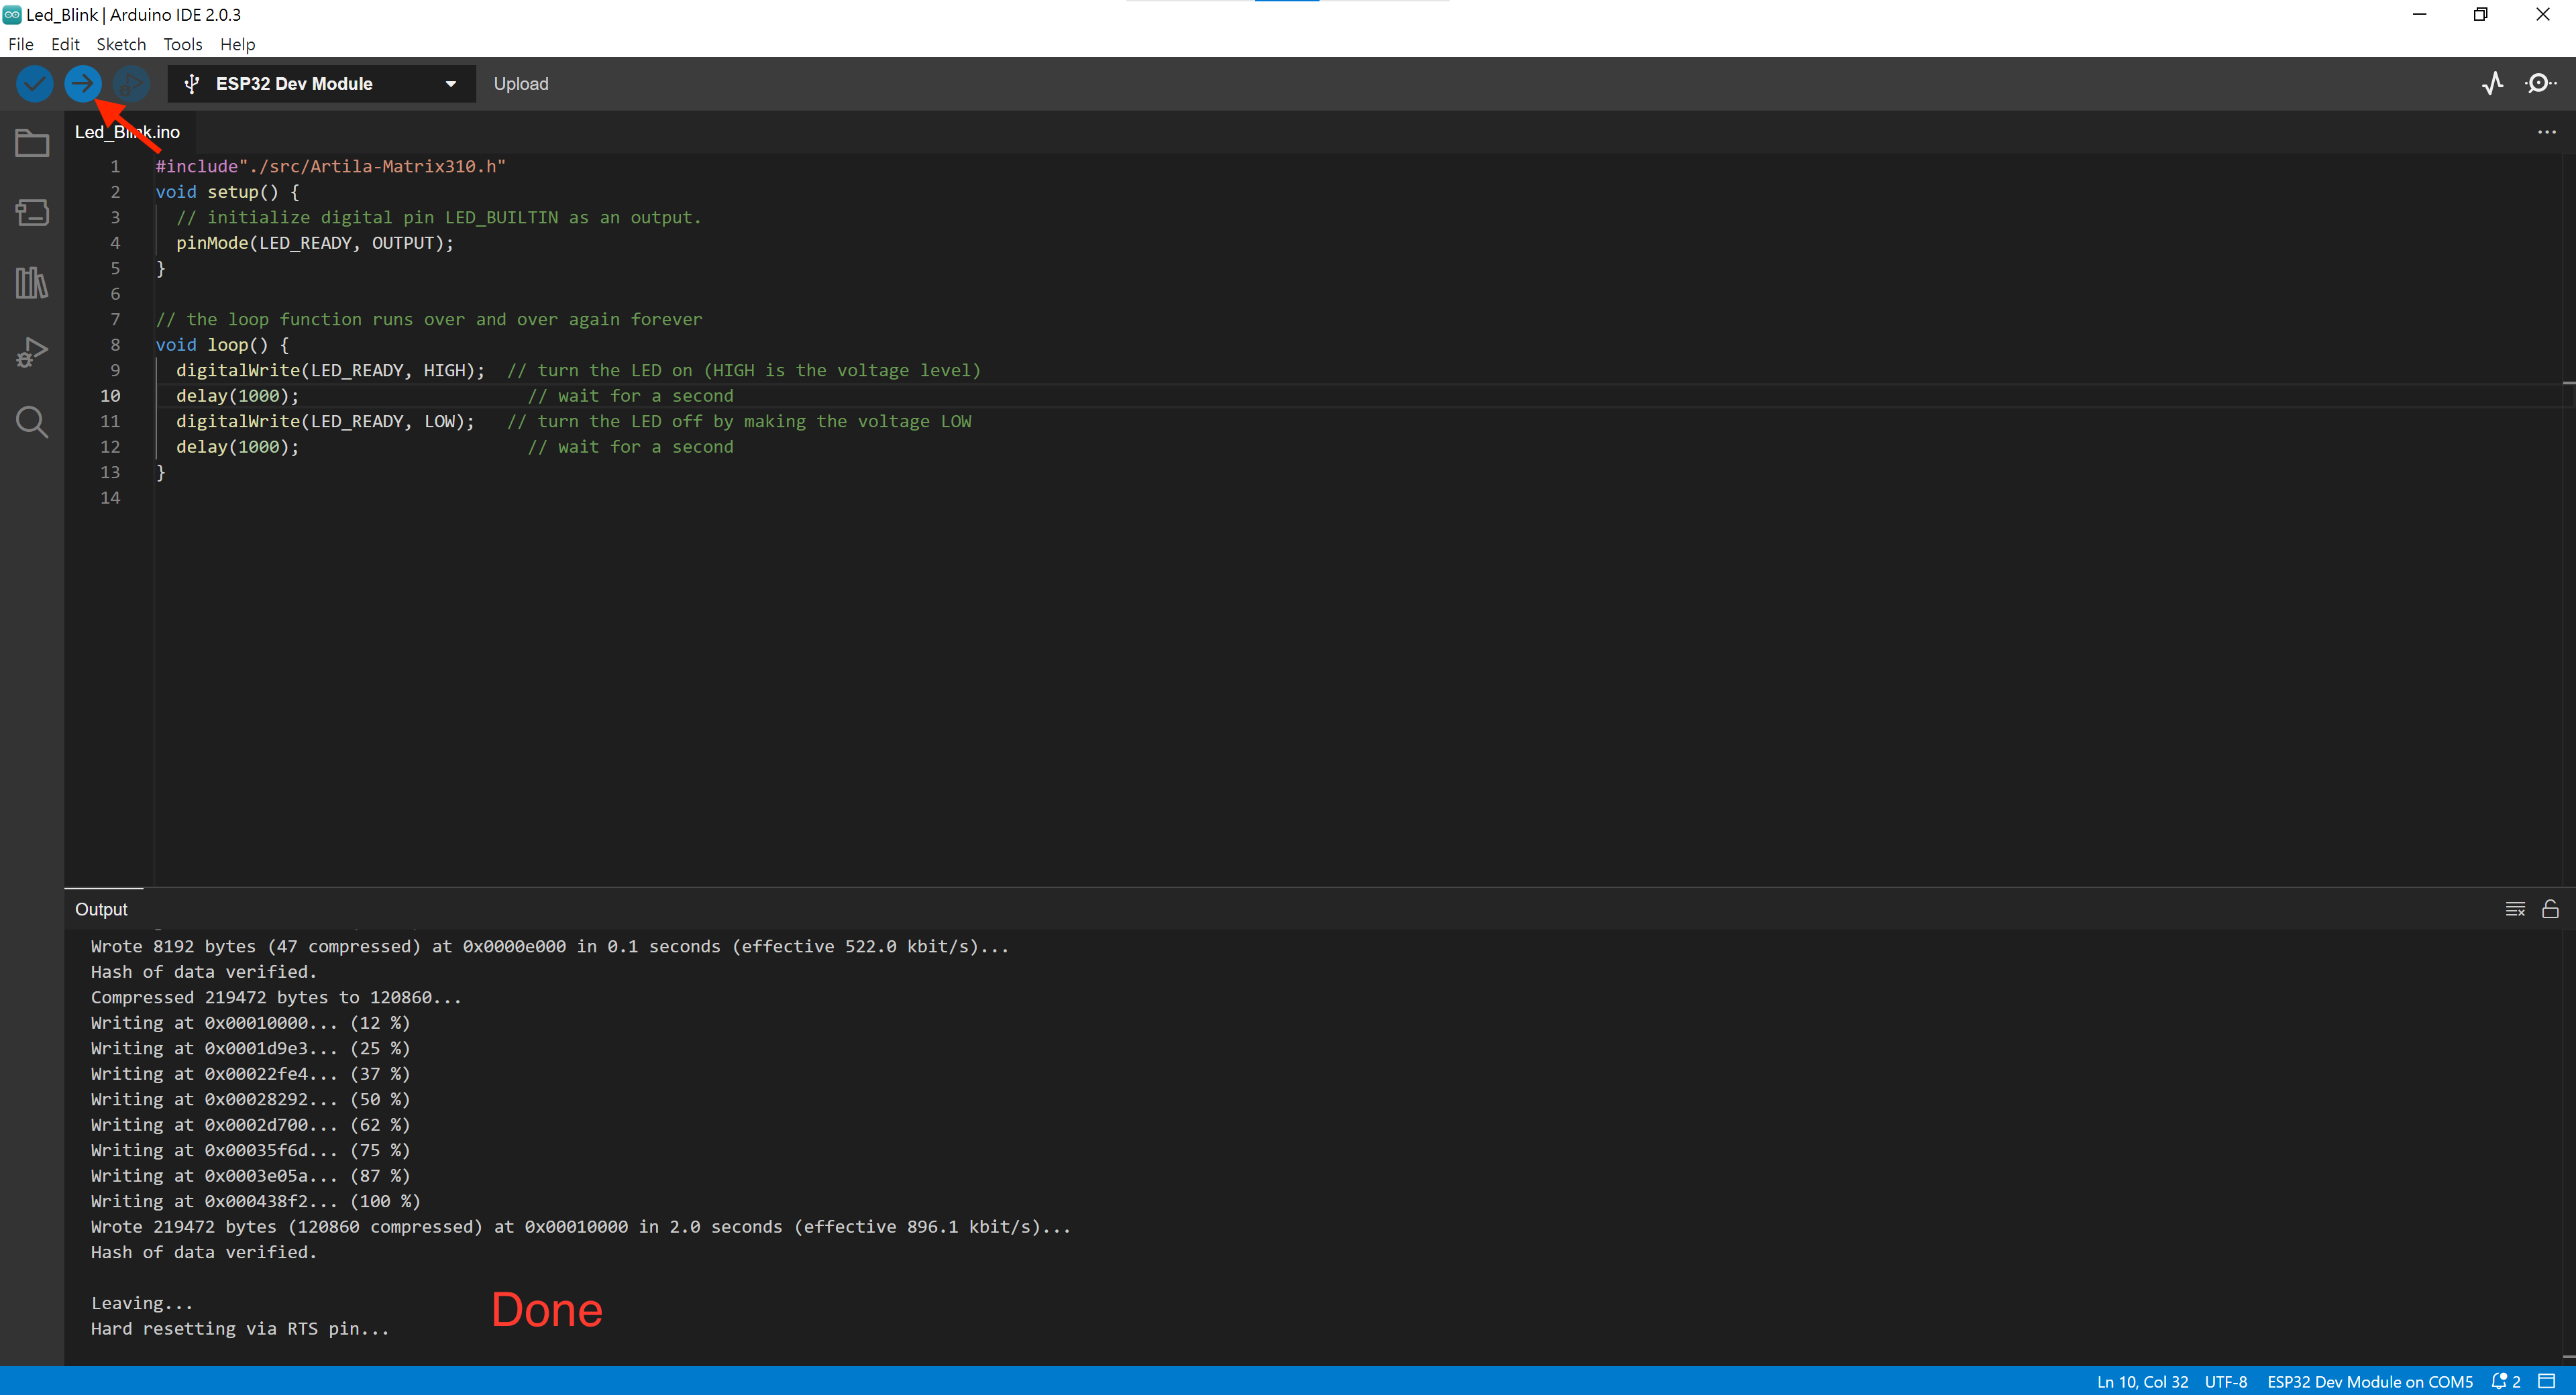 Led_Blink | Arduino IDE 2.0.3
File Edit Sketch Tools Help
ESP32 Dev Module Upload
Led_Blink.ino
1 #include"./src/Artila-Matrix310.h"
2 void setup() {
3 // initialize digital pin LED_BUILTIN as an output.
4 pinMode(LED_READY, OUTPUT);
5 }
6
7 // the loop function runs over and over again forever
8 void loop() {
9 digitalWrite(LED_READY, HIGH); // turn the LED on (HIGH is the voltage level)
10 delay(1000); // wait for a second
11 digitalWrite(LED_READY, LOW); // turn the LED off by making the voltage LOW
12 delay(1000); // wait for a second
13 }
14
Output
Wrote 8192 bytes (47 compressed) at 0x0000e000 in 0.1 seconds (effective 522.0 kbit/s)...
Hash of data verified.
Compressed 219472 bytes to 120860...
Writing at 0x00010000... (12 %)
Writing at 0x0001d9e3... (25 %)
Writing at 0x00022fe4... (37 %)
Writing at 0x00028292... (50 %)
Writing at 0x0002d700... (62 %)
Writing at 0x00035f6d... (75 %)
Writing at 0x0003e05a... (87 %)
Writing at 0x000438f2... (100 %)
Wrote 219472 bytes (120860 compressed) at 0x00010000 in 2.0 seconds (effective 896.1 kbit/s)...
Hash of data verified.
Leaving...
Hard resetting via RTS pin...
Done
Ln 10, Col 32 UTF-8 ESP32 Dev Module on COM5 2